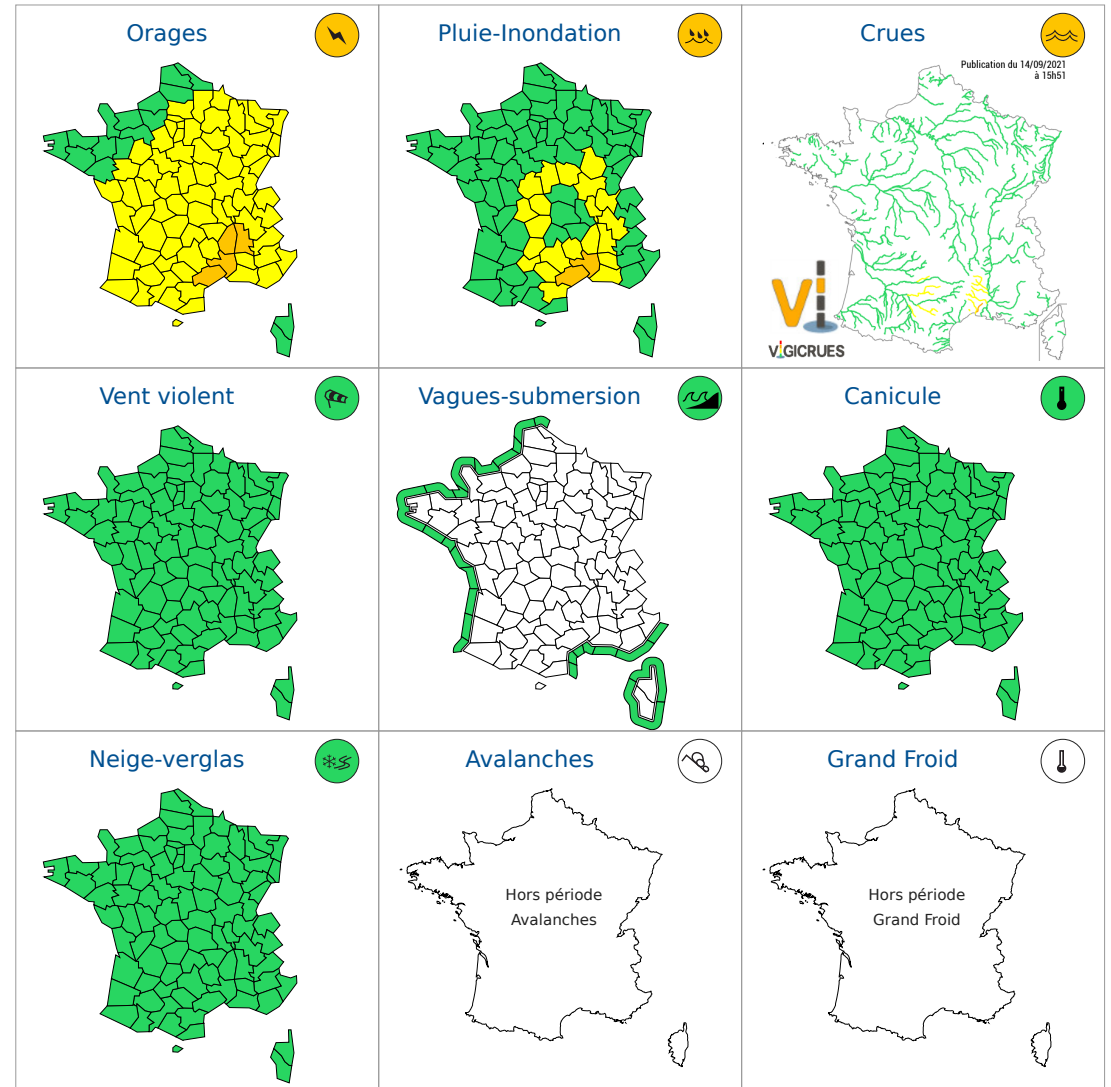 Orages
Pluie-Inondation
Crues
Publication du 14/09/2021
à 15h51
Vi
VIGICRUES
Vent violent
Vagues-submersion
Canicule
Neige-verglas
Avalanches
Grand Froid
Hors période
Avalanches
Hors période
Grand Froid